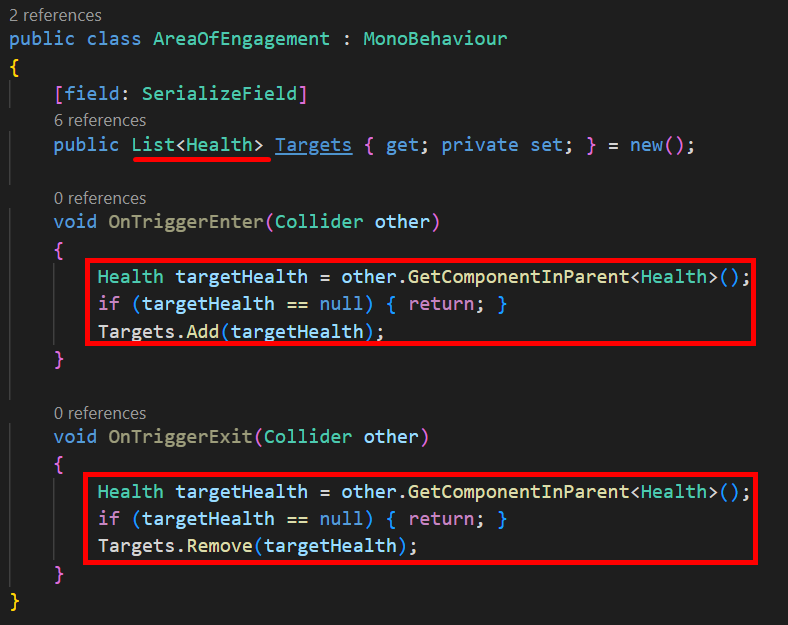 2 references
public class AreaOfEngagement : MonoBehaviour
{
[field: SerializeField]
6 references
public List<Health> Targets { get; private set; } = new();
0 references
void OnTriggerEnter(Collider other)
{
Health targetHealth = other.GetComponentInParent<Health>();
if (targetHealth == null) { return; }
Targets.Add(targetHealth);
}
0 references
void OnTriggerExit(Collider other)
{
Health targetHealth = other.GetComponentInParent<Health>();
if (targetHealth == null) { return; }
Targets.Remove(targetHealth);
}
}